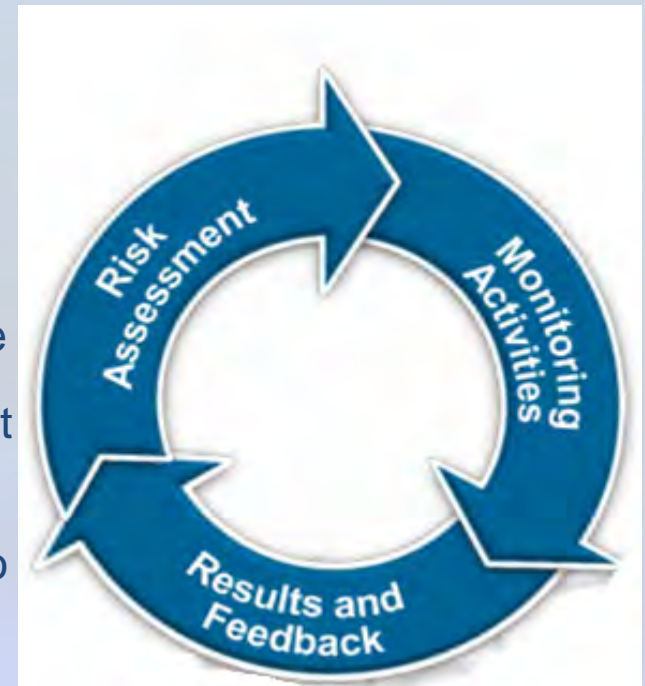 Risk
Assessment
Monitoring
Activities
Results and
Feedback